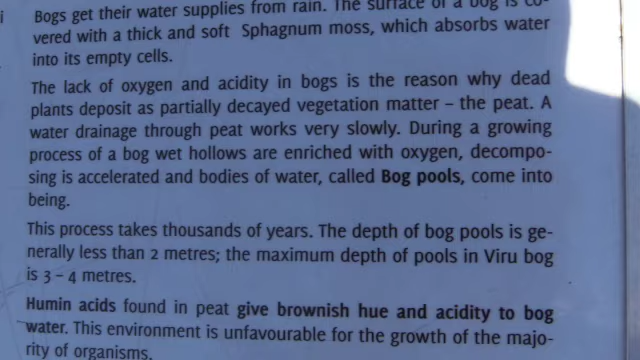 Bogs get their water supplies from rain. The surface of a bog is co-
vered with a thick and soft Sphagnum moss, which absorbs water
into its empty cells.
The lack of oxygen and acidity in bogs is the reason why dead
plants deposit as partially decayed vegetation matter – the peat. A
water drainage through peat works very slowly. During a growing
process of a bog wet hollows are enriched with oxygen, decompo-
sing is accelerated and bodies of water, called Bog pools, come into
being.
This process takes thousands of years. The depth of bog pools is ge-
nerally less than 2 metres; the maximum depth of pools in Viru bog
is 3 – 4 metres.
Humin acids found in peat give brownish hue and acidity to bog
water. This environment is unfavourable for the growth of the majo-
rity of organisms.